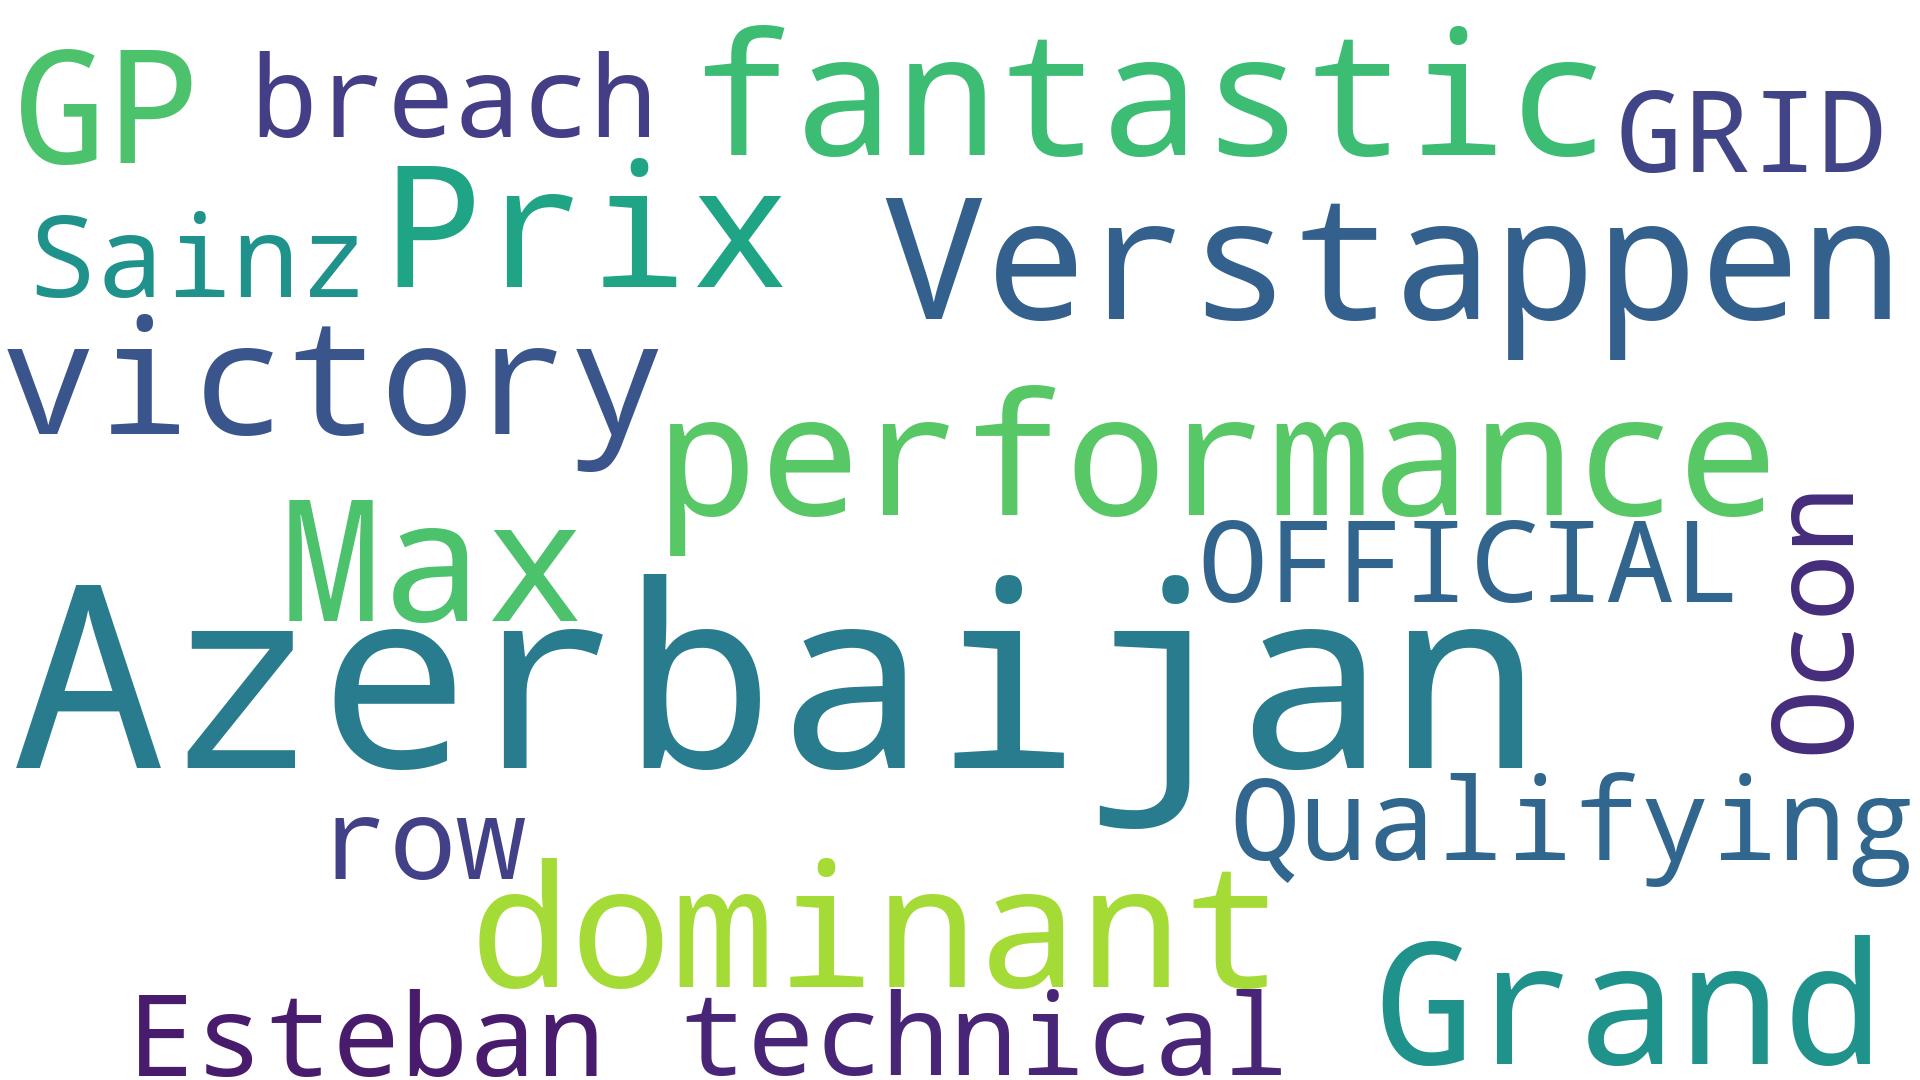 GP breach fantastic GRID
Sainz Prix Verstappen
victory
performance
Max OFFICIAL Ocon
Azerbaijan
row Qualifying
dominant
Esteban technical Grand